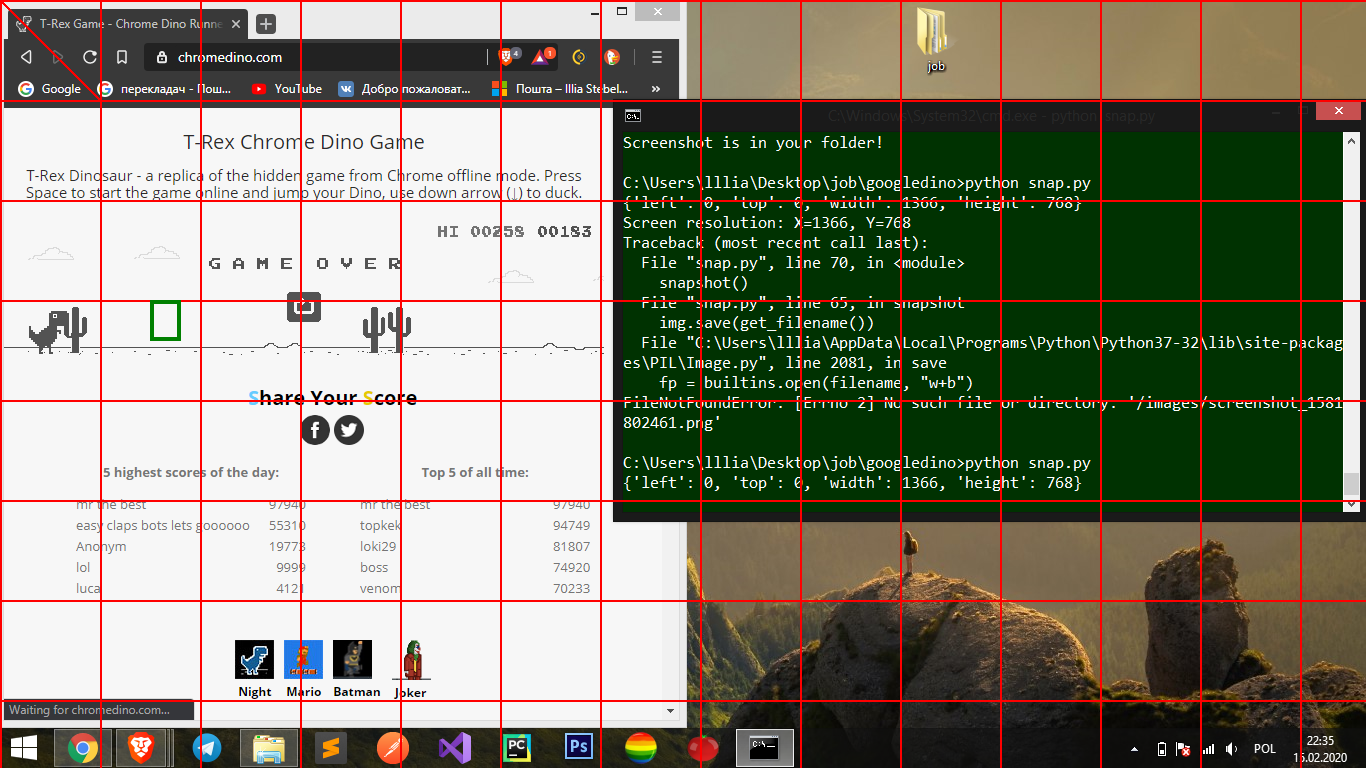 T-Rex Game - Chrome Dino Runne
chromedino.com
4
1
Google
перекладач - Пош...
YouTube
Добро пожаловат...
Пошта – Illia Stebel...
»
T-Rex Chrome Dino Game
T-Rex Dinosaur - a replica of the hidden game from Chrome offline mode. Press
Space to start the game online and jump your Dino, use down arrow (↓) to duck.
HI 00258 00183
GAME OVER
Share Your Score
5 highest scores of the day:
mr the best 97940
easy claps bots lets goooooo 55310
Anonym 19773
lol 9999
luca 4121
Top 5 of all time:
mr the best 97940
topkek 94749
loki29 81807
boss 74920
venom 70233
Night
Mario
Batman
Joker
Waiting for chromedino.com...
job
C:\Windows\System32\cmd.exe - python snap.py
Screenshot is in your folder!
C:\Users\lllia\Desktop\job\googledino>python snap.py
{'left': 0, 'top': 0, 'width': 1366, 'height': 768}
Screen resolution: X=1366, Y=768
Traceback (most recent call last):
File "snap.py", line 70, in <module>
snapshot()
File "snap.py", line 65, in snapshot
img.save(get_filename())
File "C:\Users\lllia\AppData\Local\Programs\Python\Python37-32\lib\site-packag
es\PIL\Image.py", line 2081, in save
fp = builtins.open(filename, "w+b")
FileNotFoundError: [Errno 2] No such file or directory: '/images/screenshot_1581
802461.png'
C:\Users\lllia\Desktop\job\googledino>python snap.py
{'left': 0, 'top': 0, 'width': 1366, 'height': 768}
PC
Ps
C:\
POL
22:35
15.02.2020